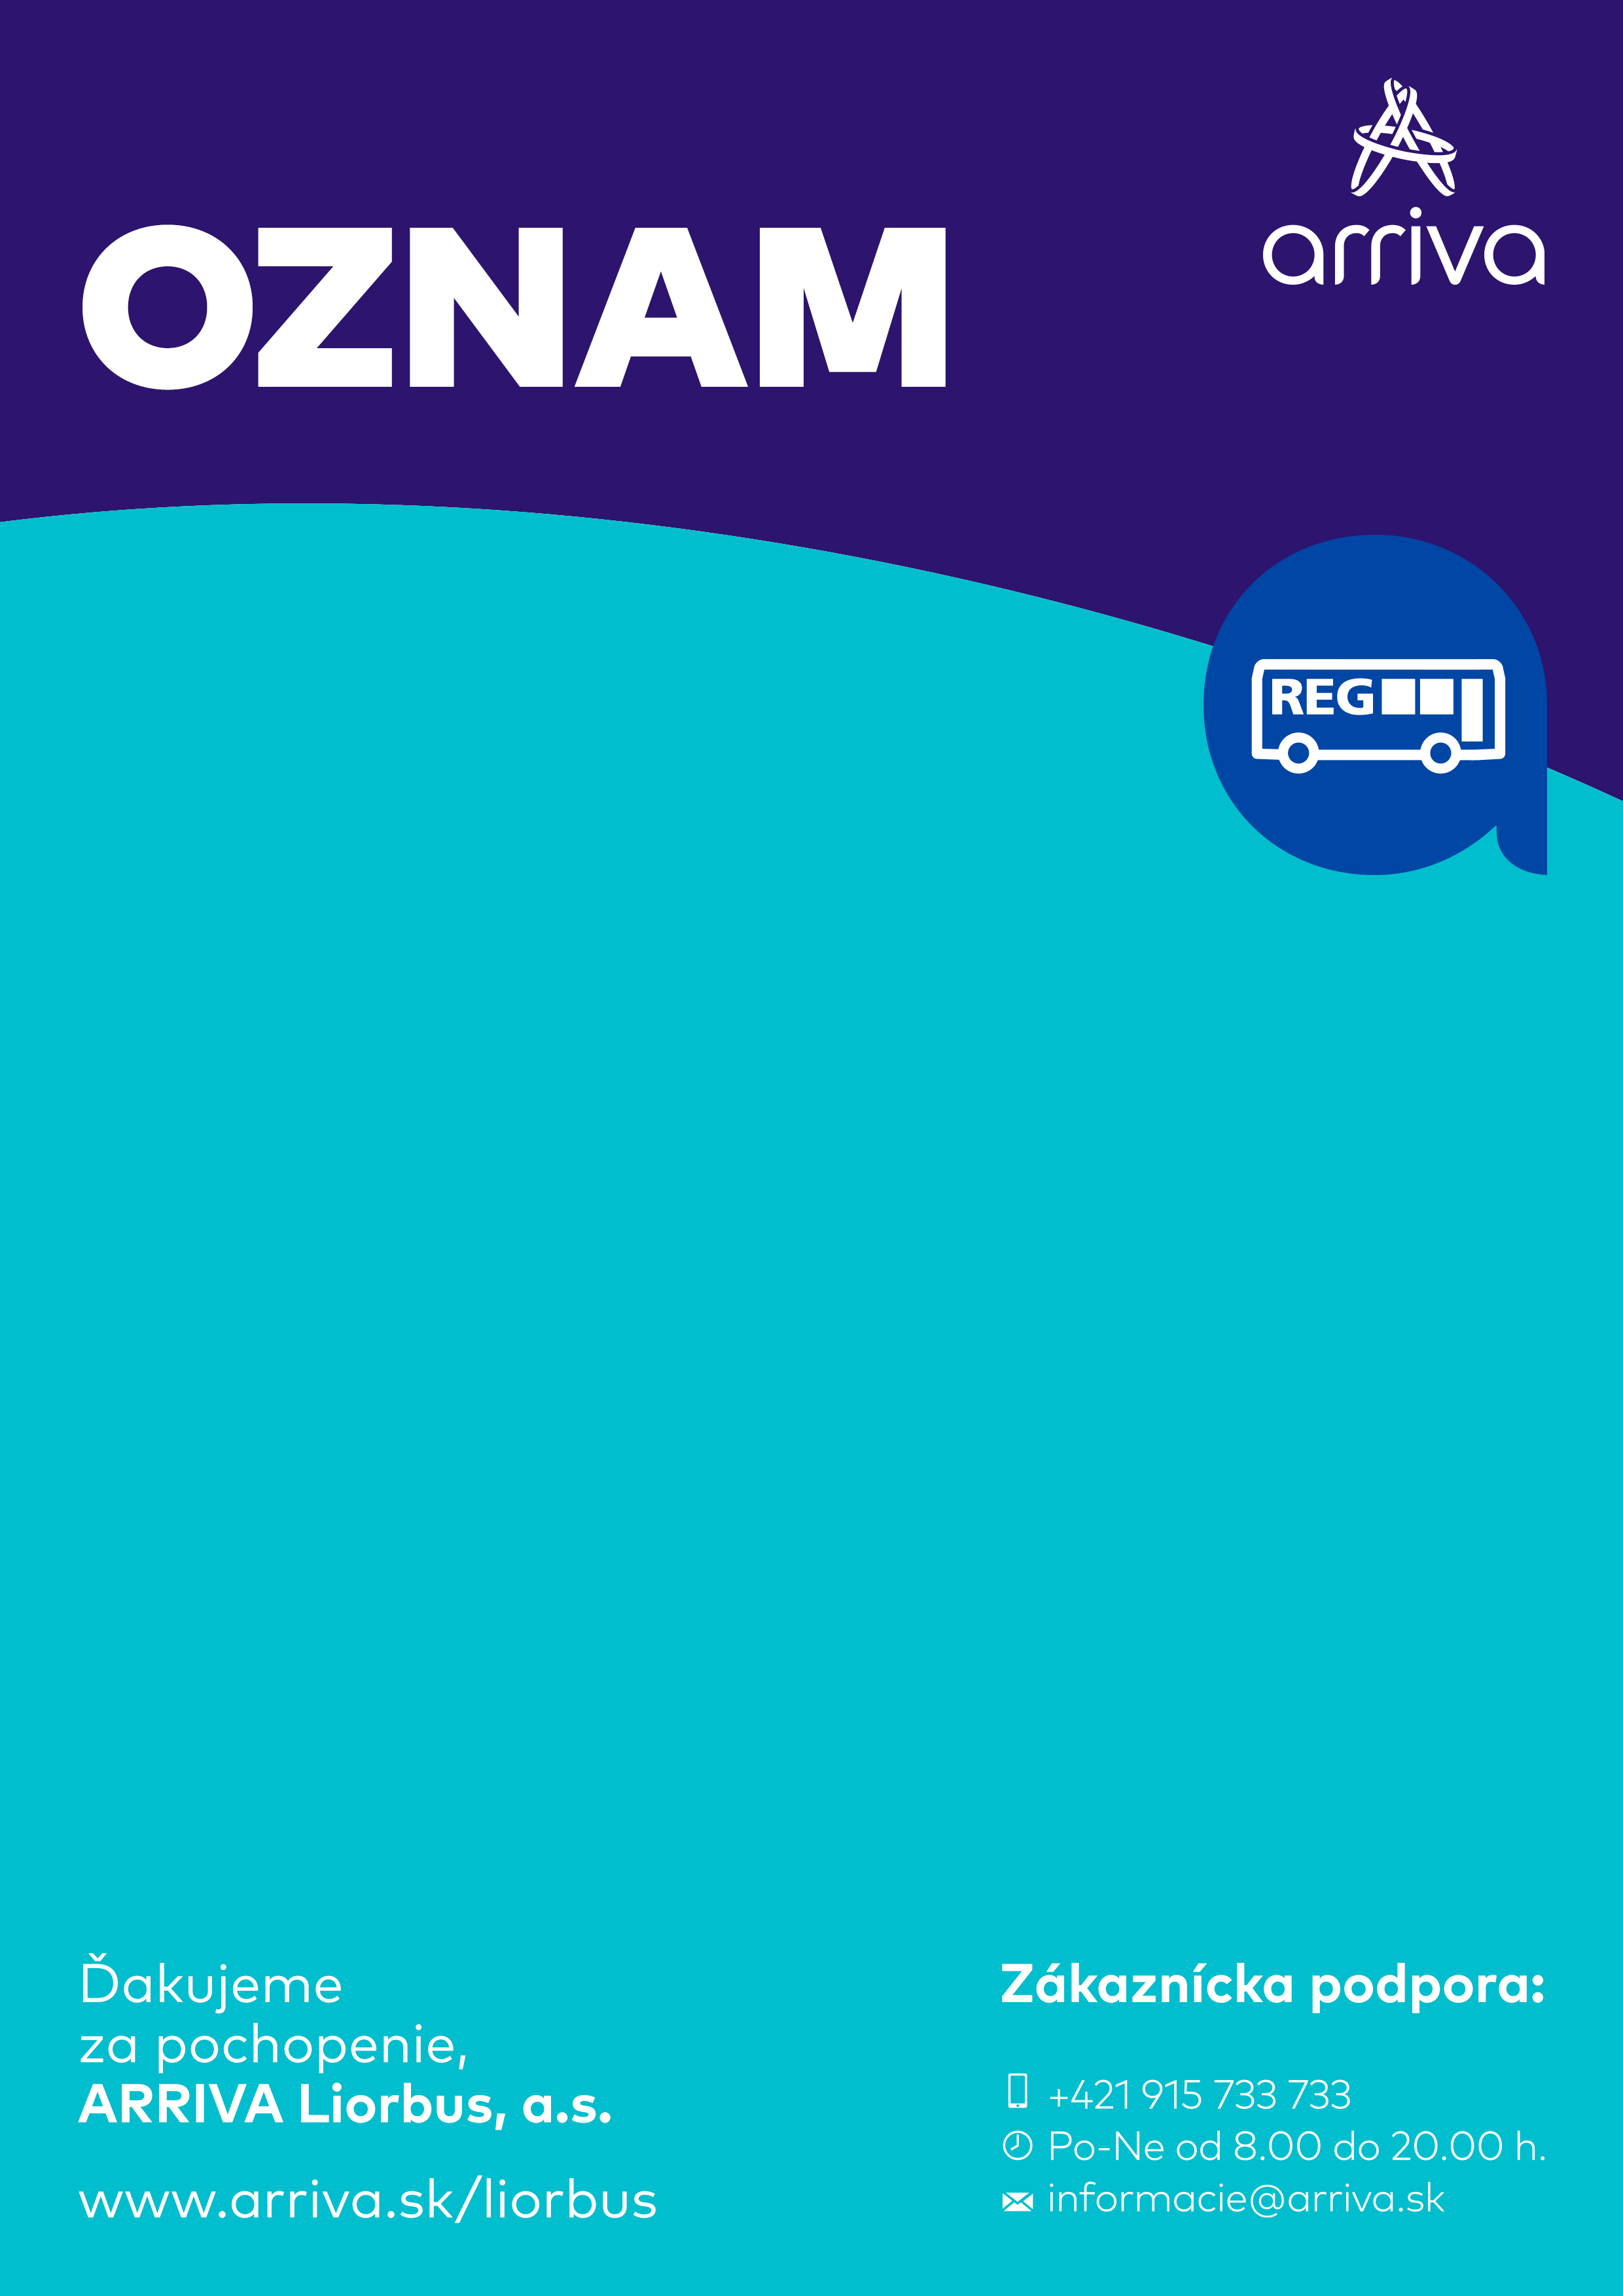 arriva
OZNAM
REG
Ďakujeme
za pochopenie,
ARRIVA Liorbus, a.s.
www.arriva.sk/liorbus
Zákaznícka podpora:
+421 915 733 733
Po-Ne od 8.00 do 20.00 h.
informacie@arriva.sk